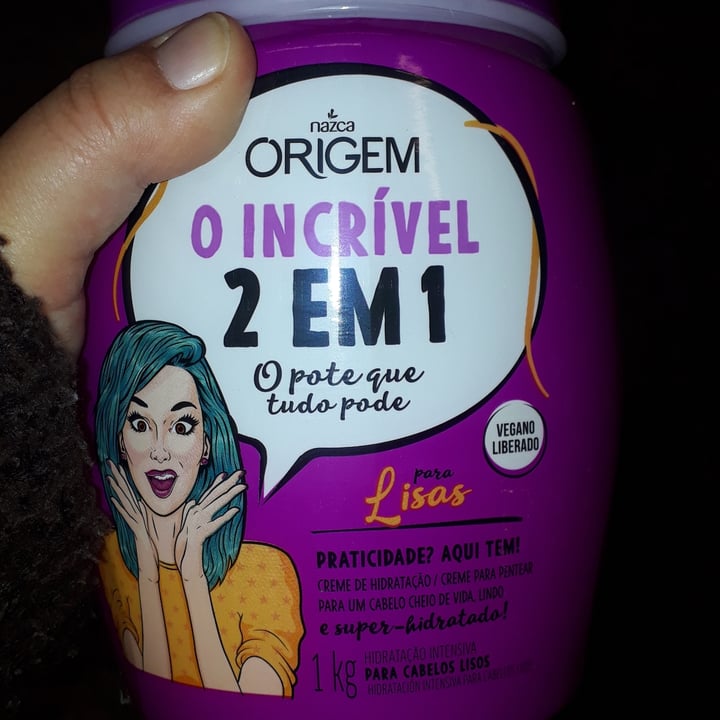 nazca
ORIGEM
O INCRÍVEL
2 EM 1
O pote que
tudo pode
VEGANO
LIBERADO
para
Lisas
PRATICIDADE? AQUI TEM!
CREME DE HIDRATAÇÃO / CREME PARA PENTEAR
PARA UM CABELO CHEIO DE VIDA, LINDO
e super-hidratado!
1 kg
HIDRATAÇÃO INTENSIVA
PARA CABELOS LISOS
HIDRATACIÓN INTENSIVA PARA CABELLOS